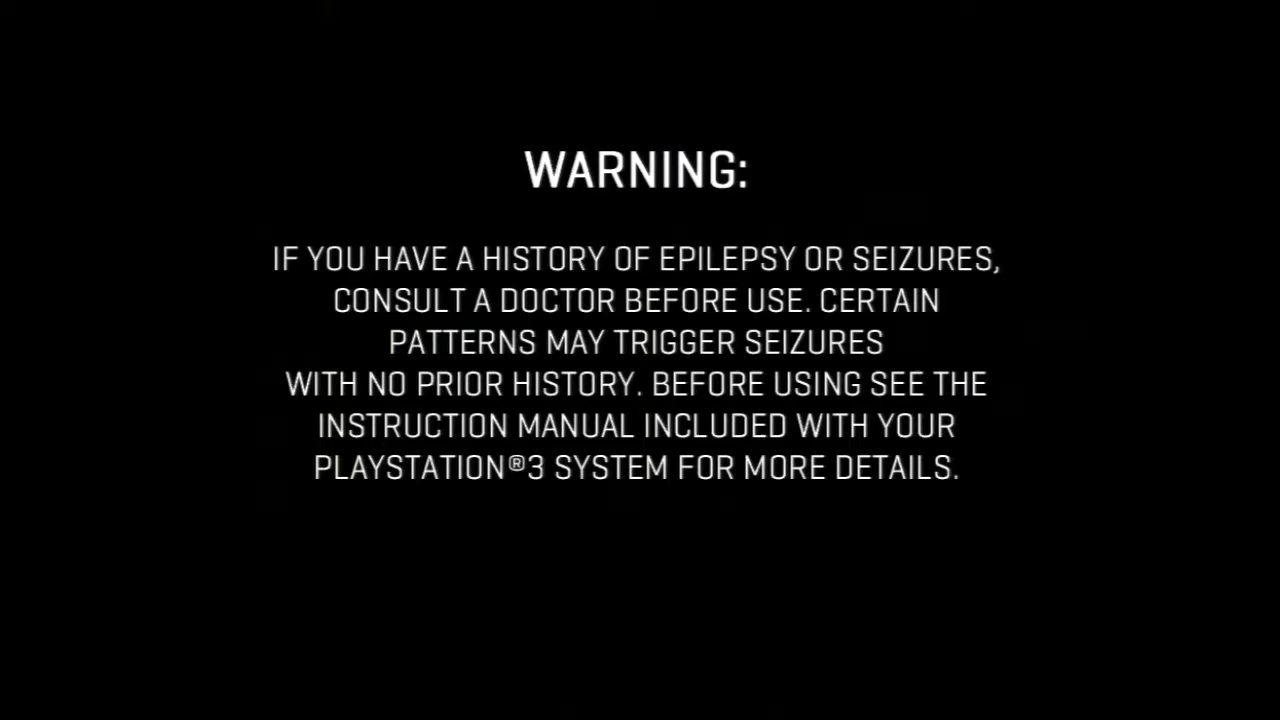 WARNING:
IF YOU HAVE A HISTORY OF EPILEPSY OR SEIZURES,
CONSULT A DOCTOR BEFORE USE. CERTAIN
PATTERNS MAY TRIGGER SEIZURES
WITH NO PRIOR HISTORY. BEFORE USING SEE THE
INSTRUCTION MANUAL INCLUDED WITH YOUR
PLAYSTATION®3 SYSTEM FOR MORE DETAILS.